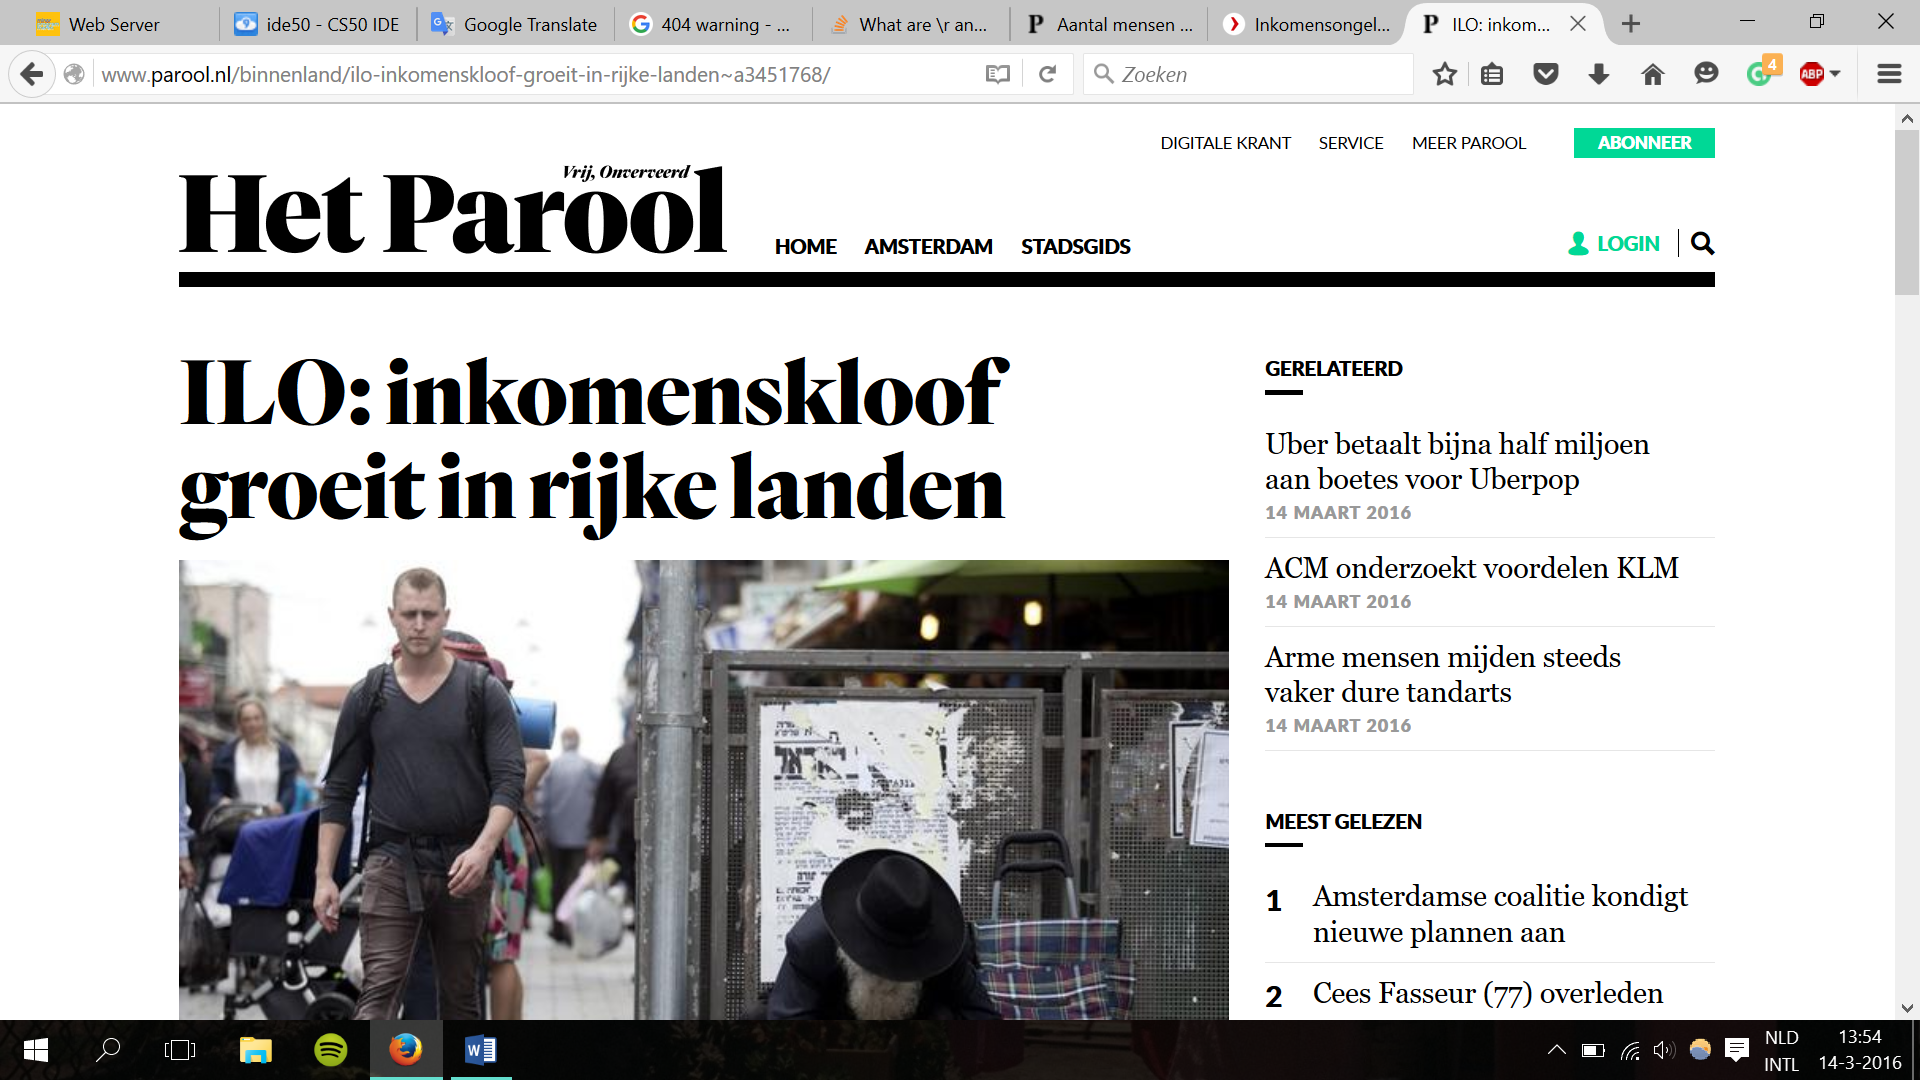 Web Server
ide50 - CS50 IDE
Google Translate
404 warning - ...
What are \r an...
Aantal mensen ...
Inkomensongel...
ILO: inkom...
www.parool.nl/binnenland/ilo-inkomenskloof-groeit-in-rijke-landen~a3451768/
Zoeken
4
ABP
DIGITALE KRANT
SERVICE
MEER PAROOL
ABONNEER
Vrij, Onverveerd
Het Parool
HOME
AMSTERDAM
STADSGIDS
LOGIN
ILO: inkomenskloof
groeit in rijke landen
GERELATEERD
Uber betaalt bijna half miljoen
aan boetes voor Uberpop
14 MAART 2016
ACM onderzoekt voordelen KLM
14 MAART 2016
Arme mensen mijden steeds
vaker dure tandarts
14 MAART 2016
MEEST GELEZEN
1 Amsterdamse coalitie kondigt
nieuwe plannen aan
2 Cees Fasseur (77) overleden
NLD
INTL
13:54
14-3-2016